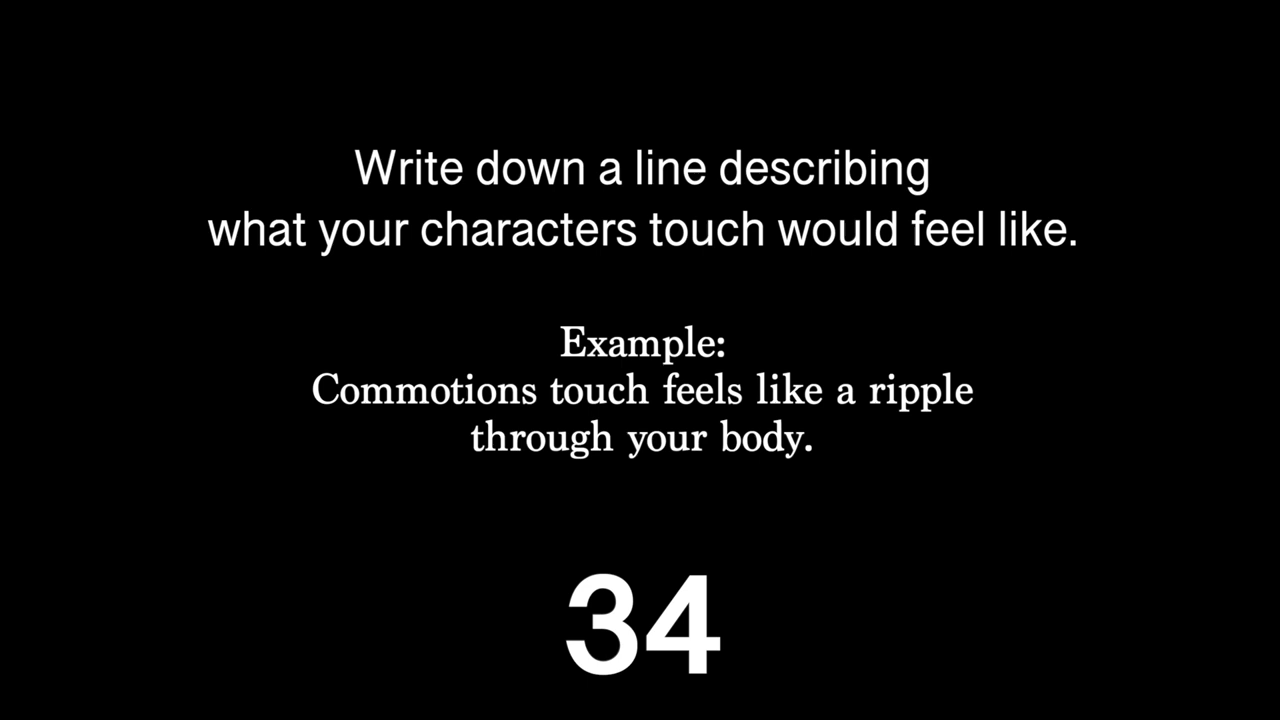 Write down a line describing
what your characters touch would feel like.
Example:
Commotions touch feels like a ripple
through your body.
34